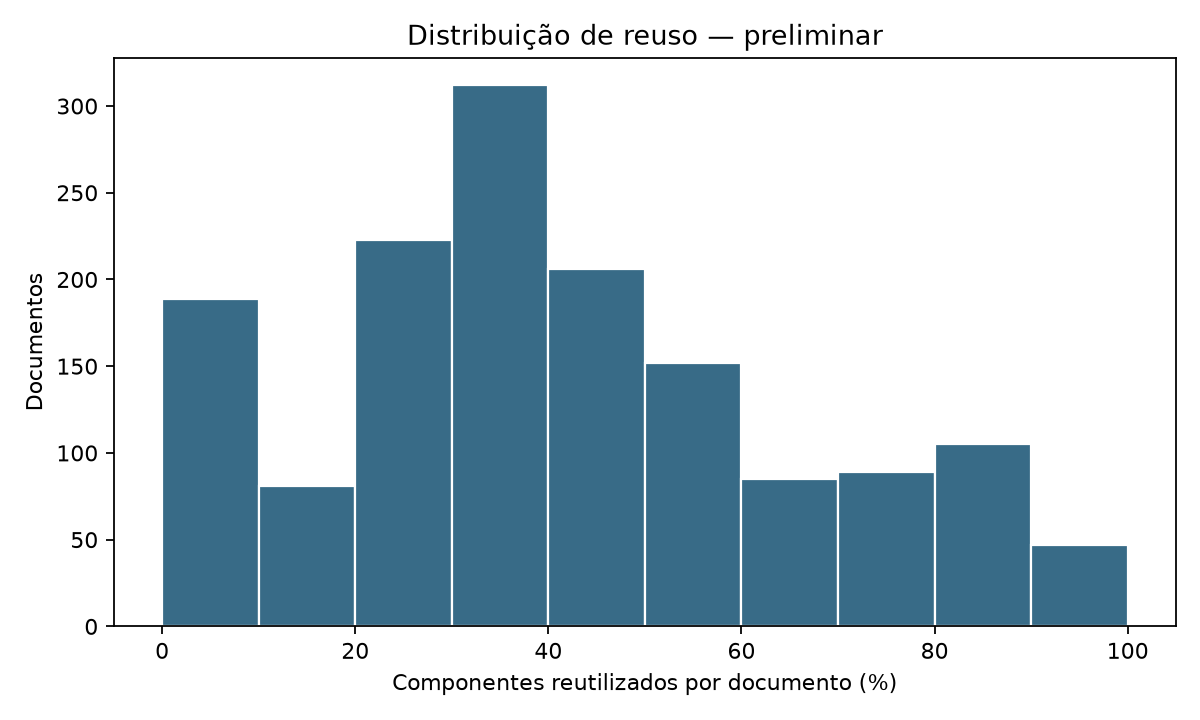 Distribuição de reuso — preliminar
300
250
200
150
100
50
0
Documentos
0 20 40 60 80 100
Componentes reutilizados por documento (%)